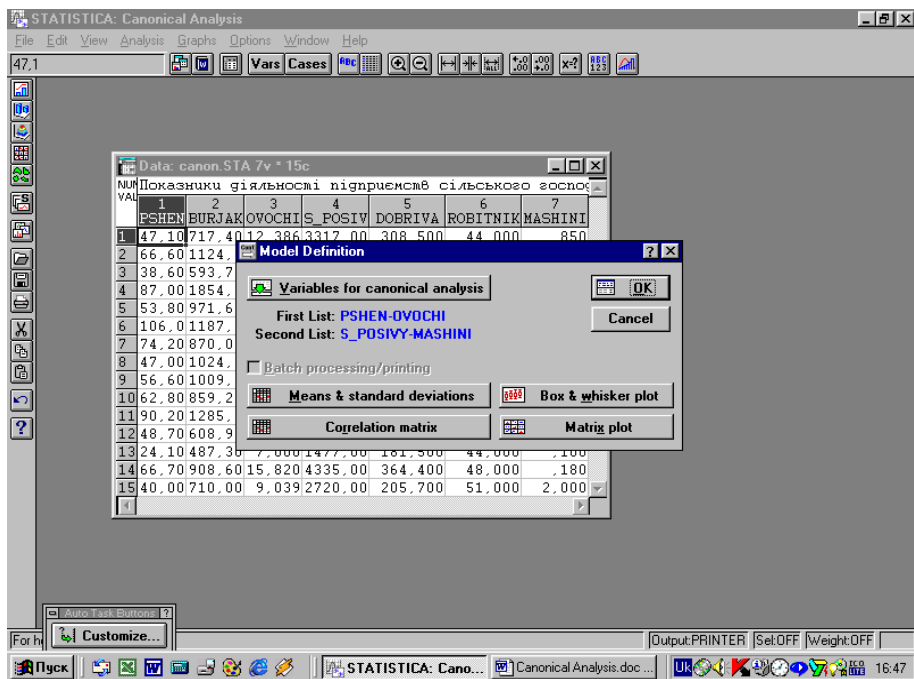 STATISTICA: Canonical Analysis
File Edit View Analysis Graphs Options Window Help
47,1 Vars Cases ABC
Data: canon.STA 7v * 15c
NUM Показники діяльності підприємств сільського господ
VAL 1 2 3 4 5 6 7
PSHEN BURJAK OVOCHI S_POSIV DOBRIVA ROBITNIK MASHINI
1 47,10 717,40 12,386 3317,00 308,500 44,000 850
2 66,60 1124,
3 38,60 593,7
4 87,00 1854,
5 53,80 971,6
6 106,0 1187,
7 74,20 870,0
8 47,00 1024,
9 56,60 1009,
10 62,80 859,2
11 90,20 1285,
12 48,70 608,9
13 24,10 487,30 7,000 1477,00 181,500 44,000 ,100
14 66,70 908,60 15,820 4335,00 364,400 48,000 ,180
15 40,00 710,00 9,039 2720,00 205,700 51,000 2,000
Model Definition
Variables for canonical analysis
OK
First List: PSHEN-OVOCHI
Second List: S_POSIVY-MASHINI
Cancel
Batch processing/printing
Means & standard deviations
Box & whisker plot
Correlation matrix
Matrix plot
Auto Task Buttons
Customize...
For h
Output:PRINTER Sel:OFF Weight:OFF
Пуск
STATISTICA: Cano...
Canonical Analysis.doc ...
Uk
16:47